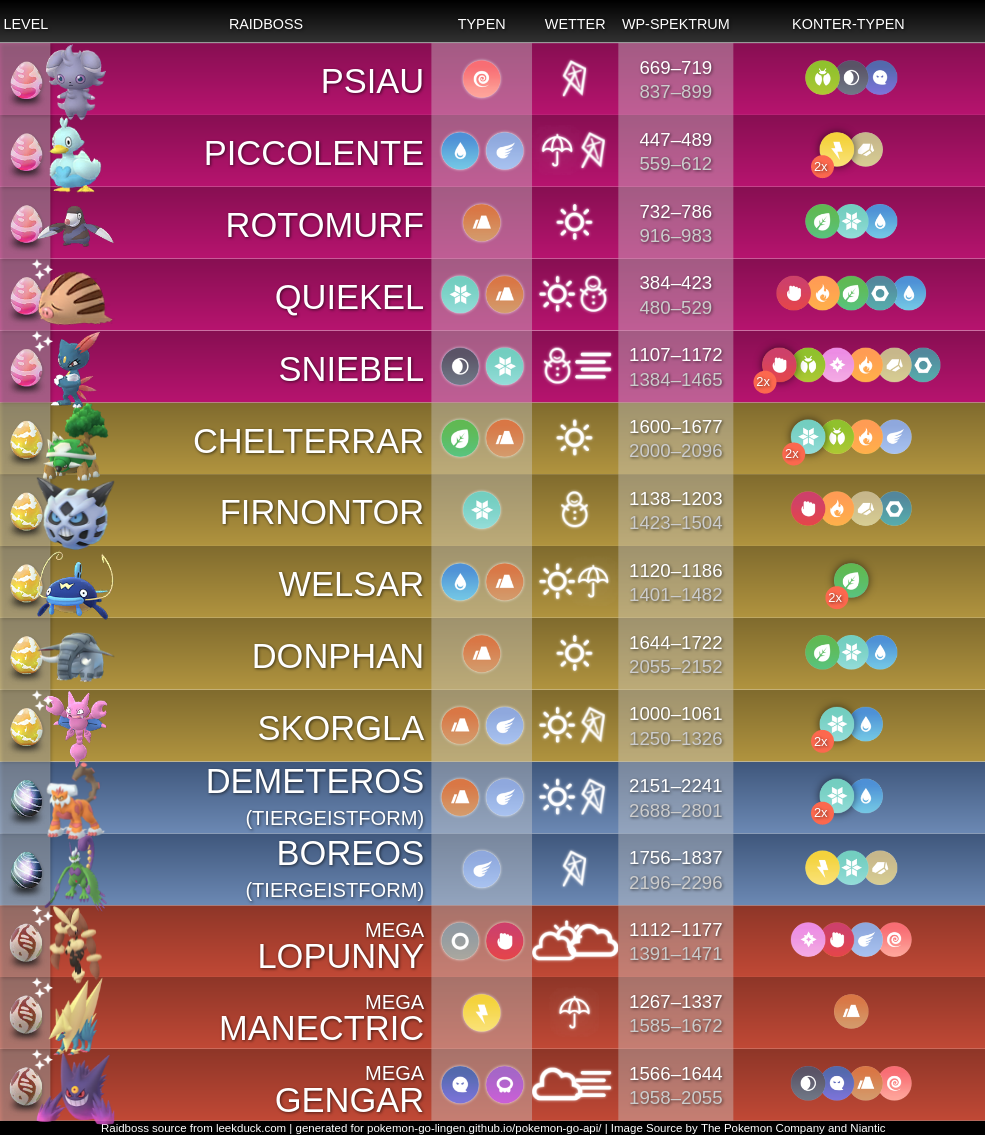 LEVEL RAIDBOSS TYPEN WETTER WP-SPEKTRUM KONTER-TYPEN
PSIAU 669–719
837–899
PICCOLENTE 447–489
559–612
2x
ROTOMURF 732–786
916–983
QUIEKEL 384–423
480–529
SNIEBEL 1107–1172
1384–1465
2x
CHELTERRAR 1600–1677
2000–2096
2x
FIRNONTOR 1138–1203
1423–1504
WELSAR 1120–1186
1401–1482
2x
DONPHAN 1644–1722
2055–2152
SKORGLA 1000–1061
1250–1326
2x
DEMETEROS 2151–2241
(TIERGEISTFORM) 2688–2801
2x
BOREOS 1756–1837
(TIERGEISTFORM) 2196–2296
MEGA 1112–1177
LOPUNNY 1391–1471
MEGA 1267–1337
MANECTRIC 1585–1672
MEGA 1566–1644
GENGAR 1958–2055
Raidboss source from leekduck.com | generated for pokemon-go-lingen.github.io/pokemon-go-api/ | Image Source by The Pokemon Company and Niantic